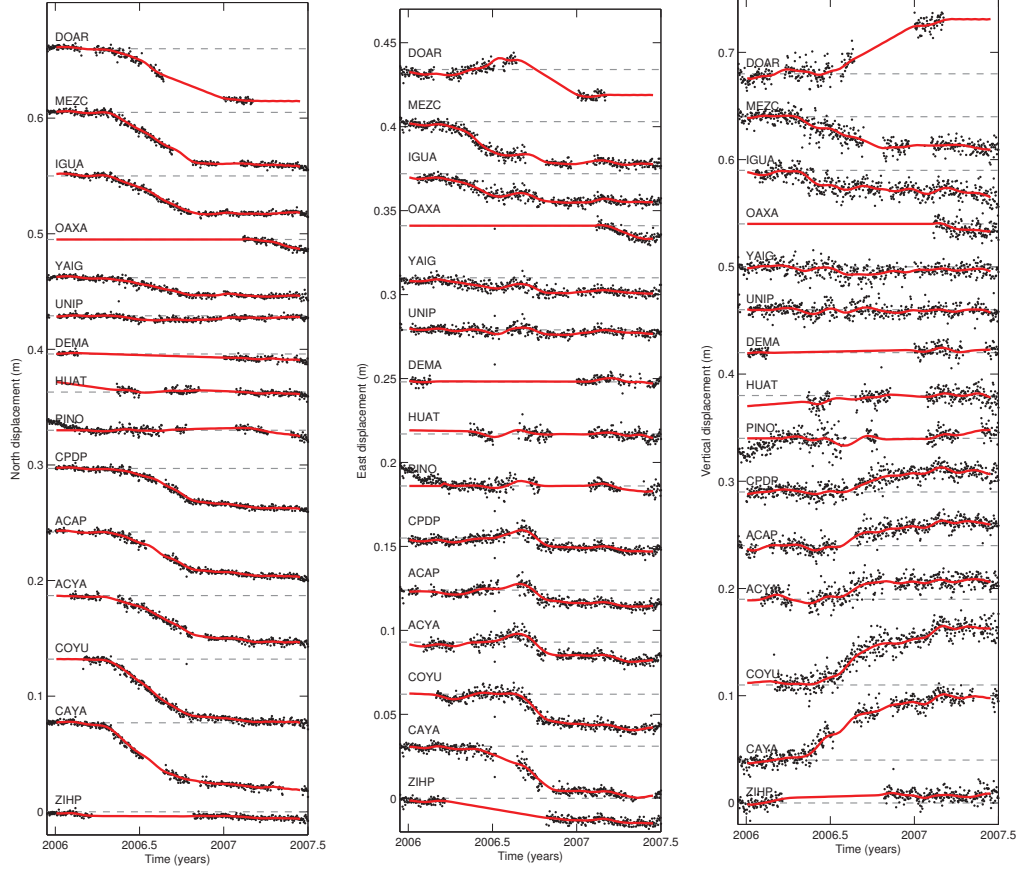 DOAR
MEZC
0.6
IGUA
OAXA
0.5
YAIG
UNIP
0.4
DEMA
HUAT
PINO
0.3
CPDP
ACAP
0.2
ACYA
COYU
0.1
CAYA
ZIHP
0
2006 2006.5 2007 2007.5
Time (years)
North displacement (m)
0.45
DOAR
MEZC
0.4
IGUA
0.35
OAXA
YAIG
0.3
UNIP
DEMA
0.25
HUAT
0.2
PINO
CPDP
0.15
ACAP
0.1
ACYA
COYU
0.05
CAYA
ZIHP
0
2006 2006.5 2007 2007.5
Time (years)
East displacement (m)
0.7
DOAR
MEZC
0.6
IGUA
OAXA
YAIG
0.5
UNIP
DEMA
0.4
HUAT
PINO
0.3
CPDP
ACAP
0.2
ACYA
COYU
0.1
CAYA
ZIHP
0
2006 2006.5 2007 2007.5
Time (years)
Vertical displacement (m)